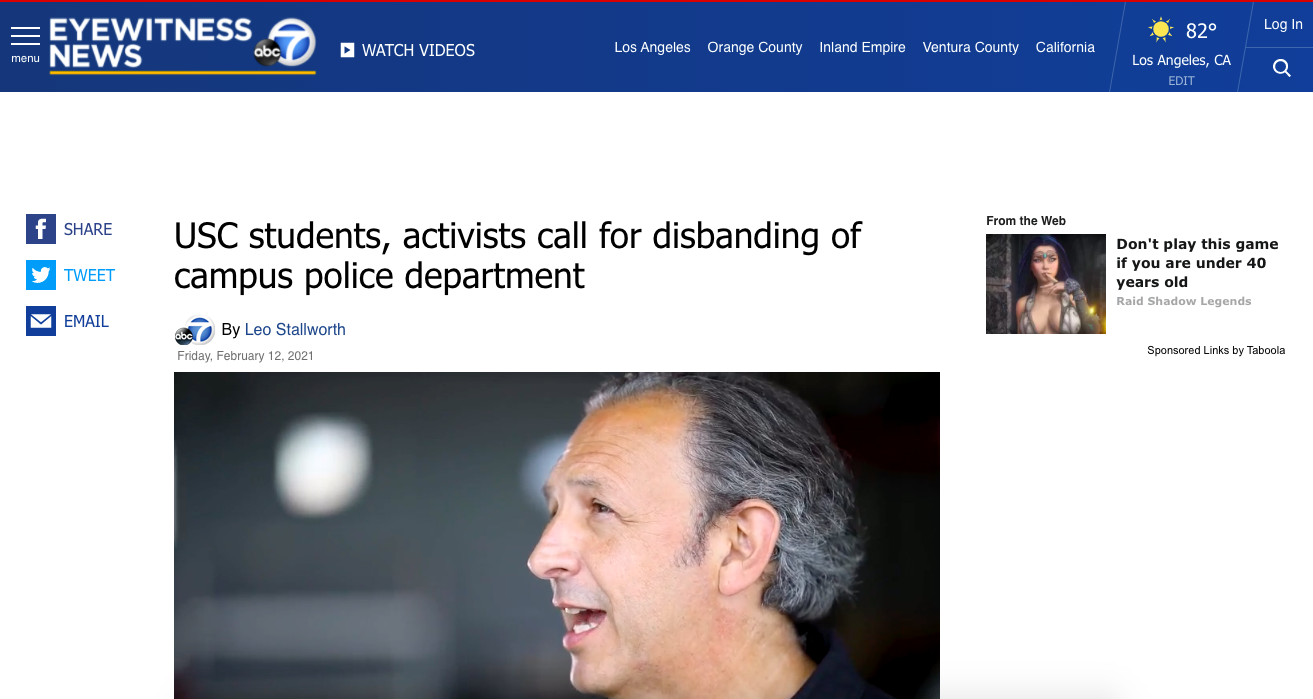 menu
EYEWITNESS
NEWS
abc 7
WATCH VIDEOS
Los Angeles Orange County Inland Empire Ventura County California
82°
Los Angeles, CA
EDIT
Log In
SHARE
TWEET
EMAIL
USC students, activists call for disbanding of
campus police department
abc 7
By Leo Stallworth
Friday, February 12, 2021
From the Web
Don't play this game
if you are under 40
years old
Raid Shadow Legends
Sponsored Links by Taboola